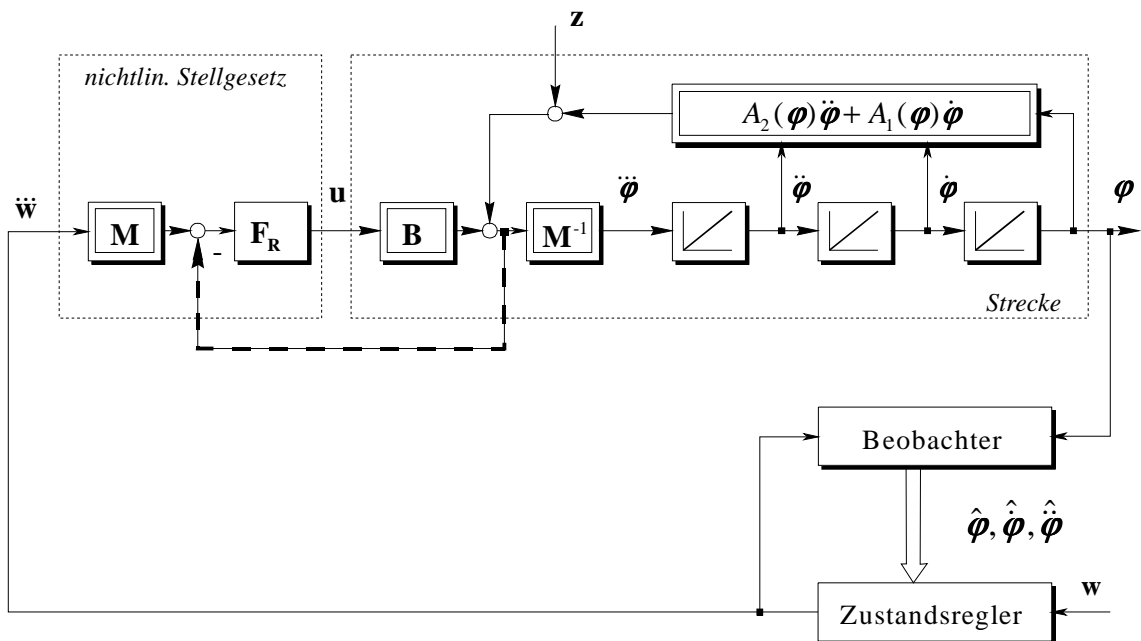 z
nichtlin. Stellgesetz
A₂(φ)φ̈ + A₁(φ)φ̇
w⃛
M
-
F_R
u
B
M⁻¹
φ⃛
φ̈
φ̇
φ
Strecke
Beobachter
φ̂, φ̇̂, φ̈̂
Zustandsregler
w